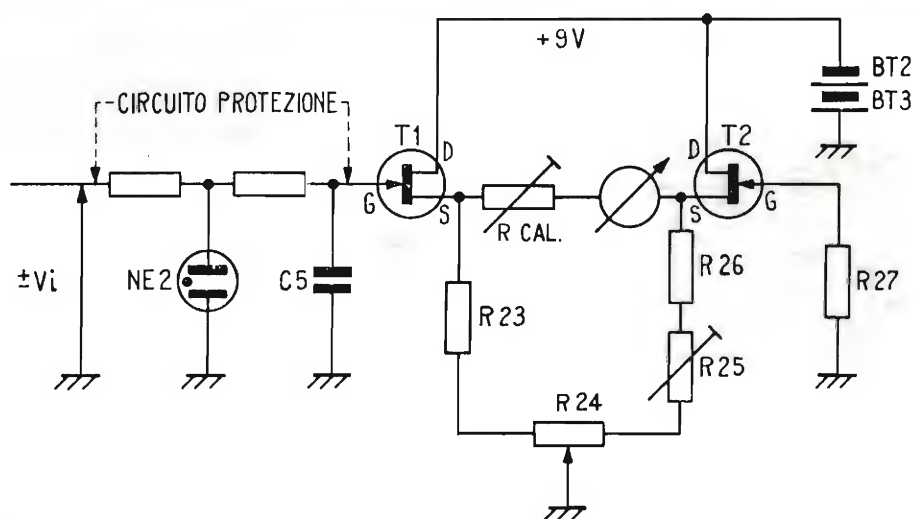 +9V
BT2
BT3
CIRCUITO PROTEZIONE
T1
D
G
S
T2
D
S
G
R CAL.
±Vi
NE2
C5
R23
R26
R27
R25
R24